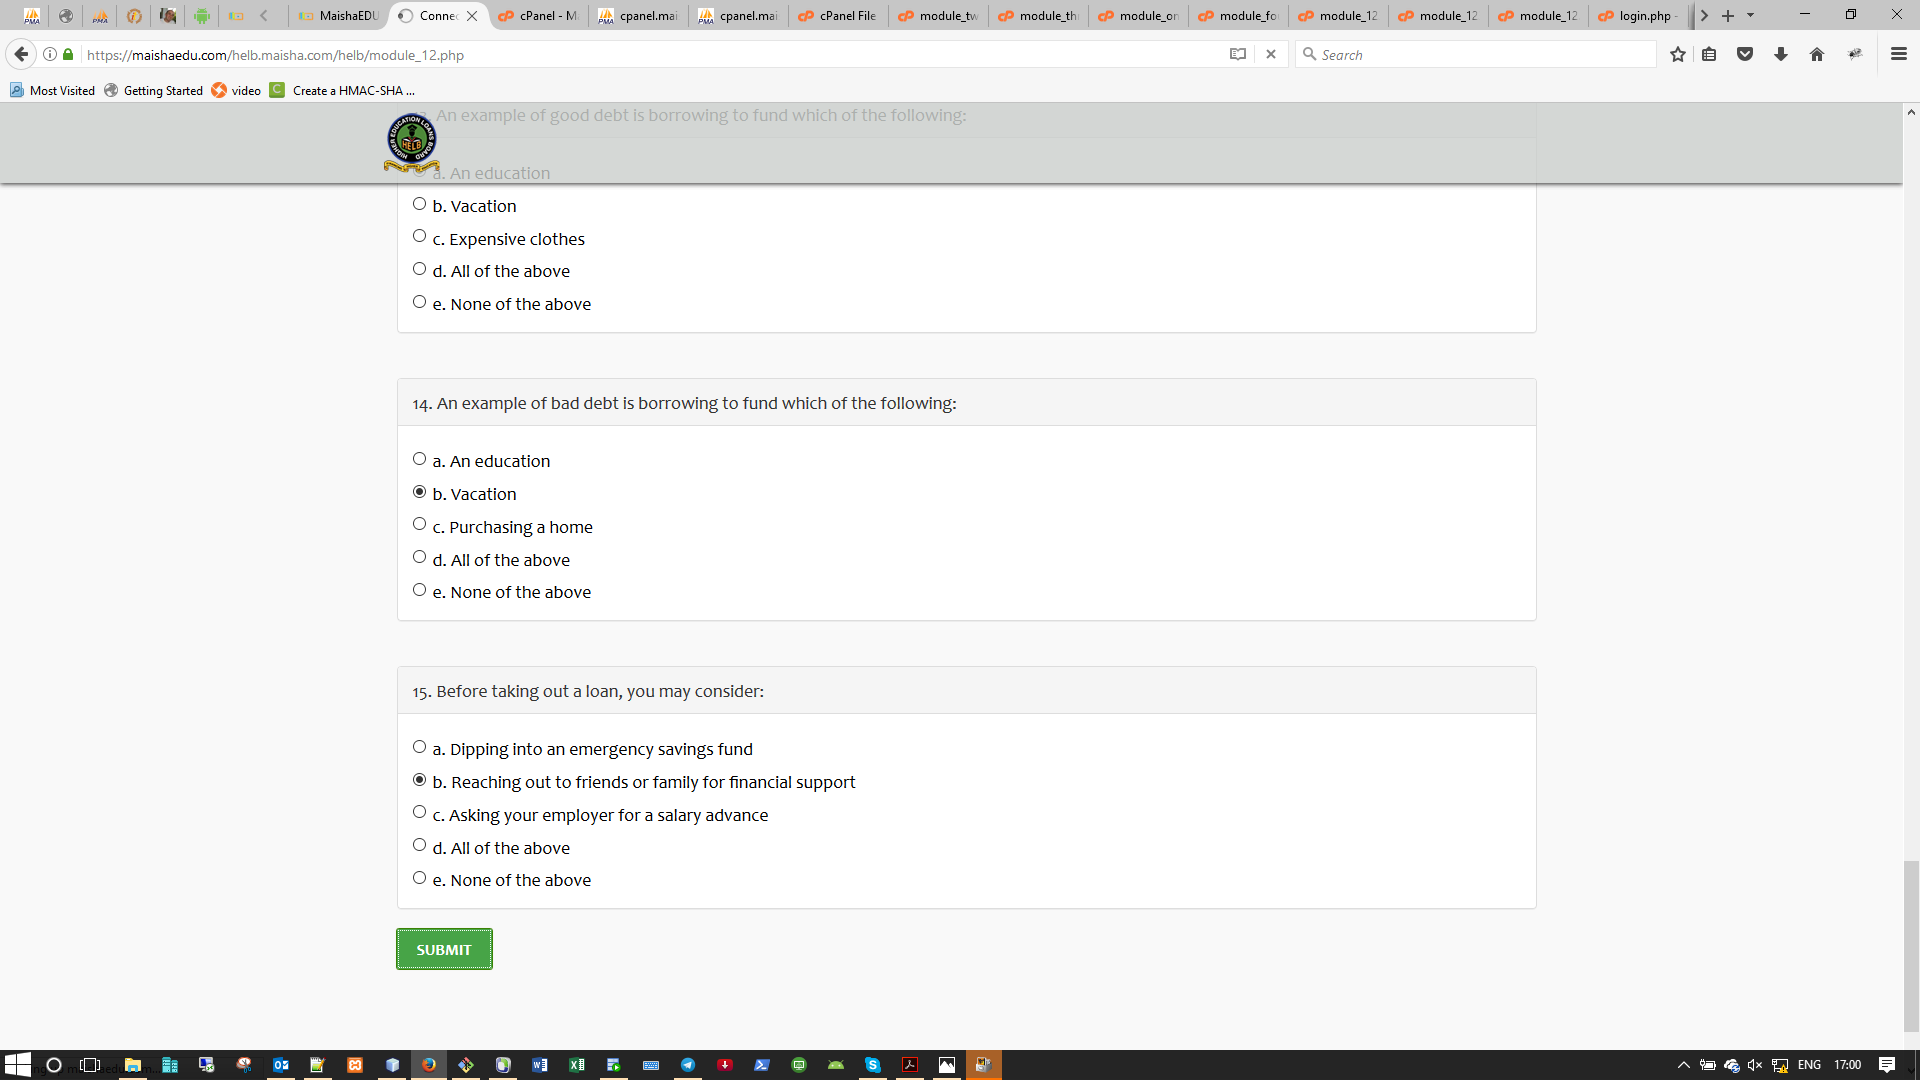 MaishaEDU
Connec
cPanel - M
cpanel.mai
cpanel.mai
cPanel File
module_tw
module_th
module_on
module_fo
module_12
module_12
module_12
login.php -
https://maishaedu.com/helb.maisha.com/helb/module_12.php
Search
Most Visited
Getting Started
video
Create a HMAC-SHA ...
An example of good debt is borrowing to fund which of the following:
HIGHER EDUCATION LOANS BOARD
HELB
a. An education
b. Vacation
c. Expensive clothes
d. All of the above
e. None of the above
14. An example of bad debt is borrowing to fund which of the following:
a. An education
b. Vacation
c. Purchasing a home
d. All of the above
e. None of the above
15. Before taking out a loan, you may consider:
a. Dipping into an emergency savings fund
b. Reaching out to friends or family for financial support
c. Asking your employer for a salary advance
d. All of the above
e. None of the above
SUBMIT
ENG
17:00